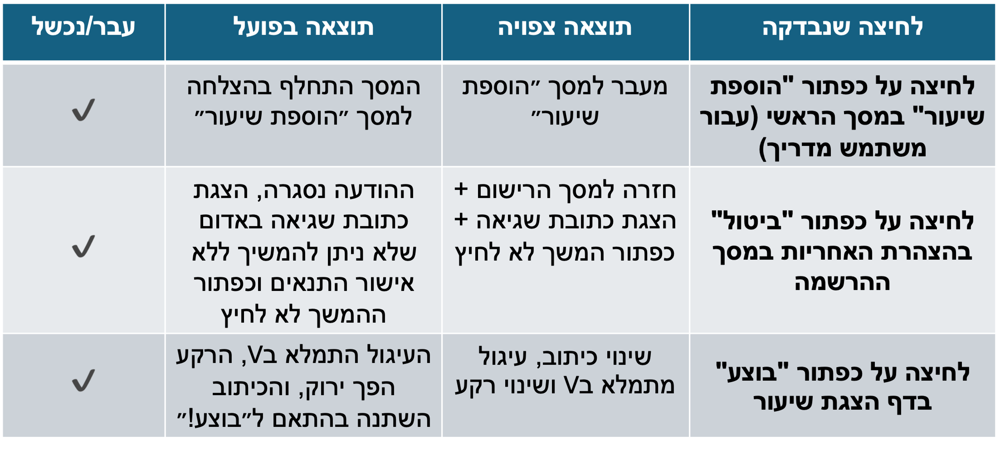 לחיצה שנבדקה
תוצאה צפויה
תוצאה בפועל
עבר/נכשל
לחיצה על כפתור "הוספת
שיעור" במסך הראשי (עבור
משתמש מדריך)
מעבר למסך ״הוספת
שיעור״
המסך התחלף בהצלחה
למסך ״הוספת שיעור״
✔
לחיצה על כפתור "ביטול"
בהצהרת האחריות במסך
ההרשמה
חזרה למסך הרישום +
הצגת כתובת שגיאה +
כפתור המשך לא לחיץ
ההודעה נסגרה, הצגת
כתובת שגיאה באדום
שלא ניתן להמשיך ללא
אישור התנאים וכפתור
ההמשך לא לחיץ
✔
לחיצה על כפתור "בוצע"
בדף הצגת שיעור
שינוי כיתוב, עיגול
מתמלא בV ושינוי רקע
העיגול התמלא בV, הרקע
הפך ירוק, והכיתוב
השתנה בהתאם ל״בוצע!״
✔